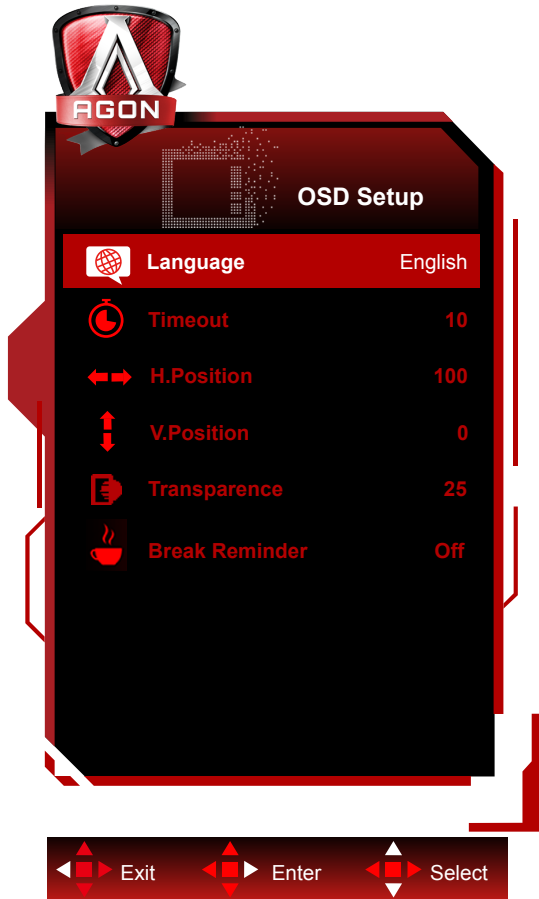 AGON
OSD Setup
Language English
Timeout 10
H.Position 100
V.Position 0
Transparence 25
Break Reminder Off
Exit Enter Select